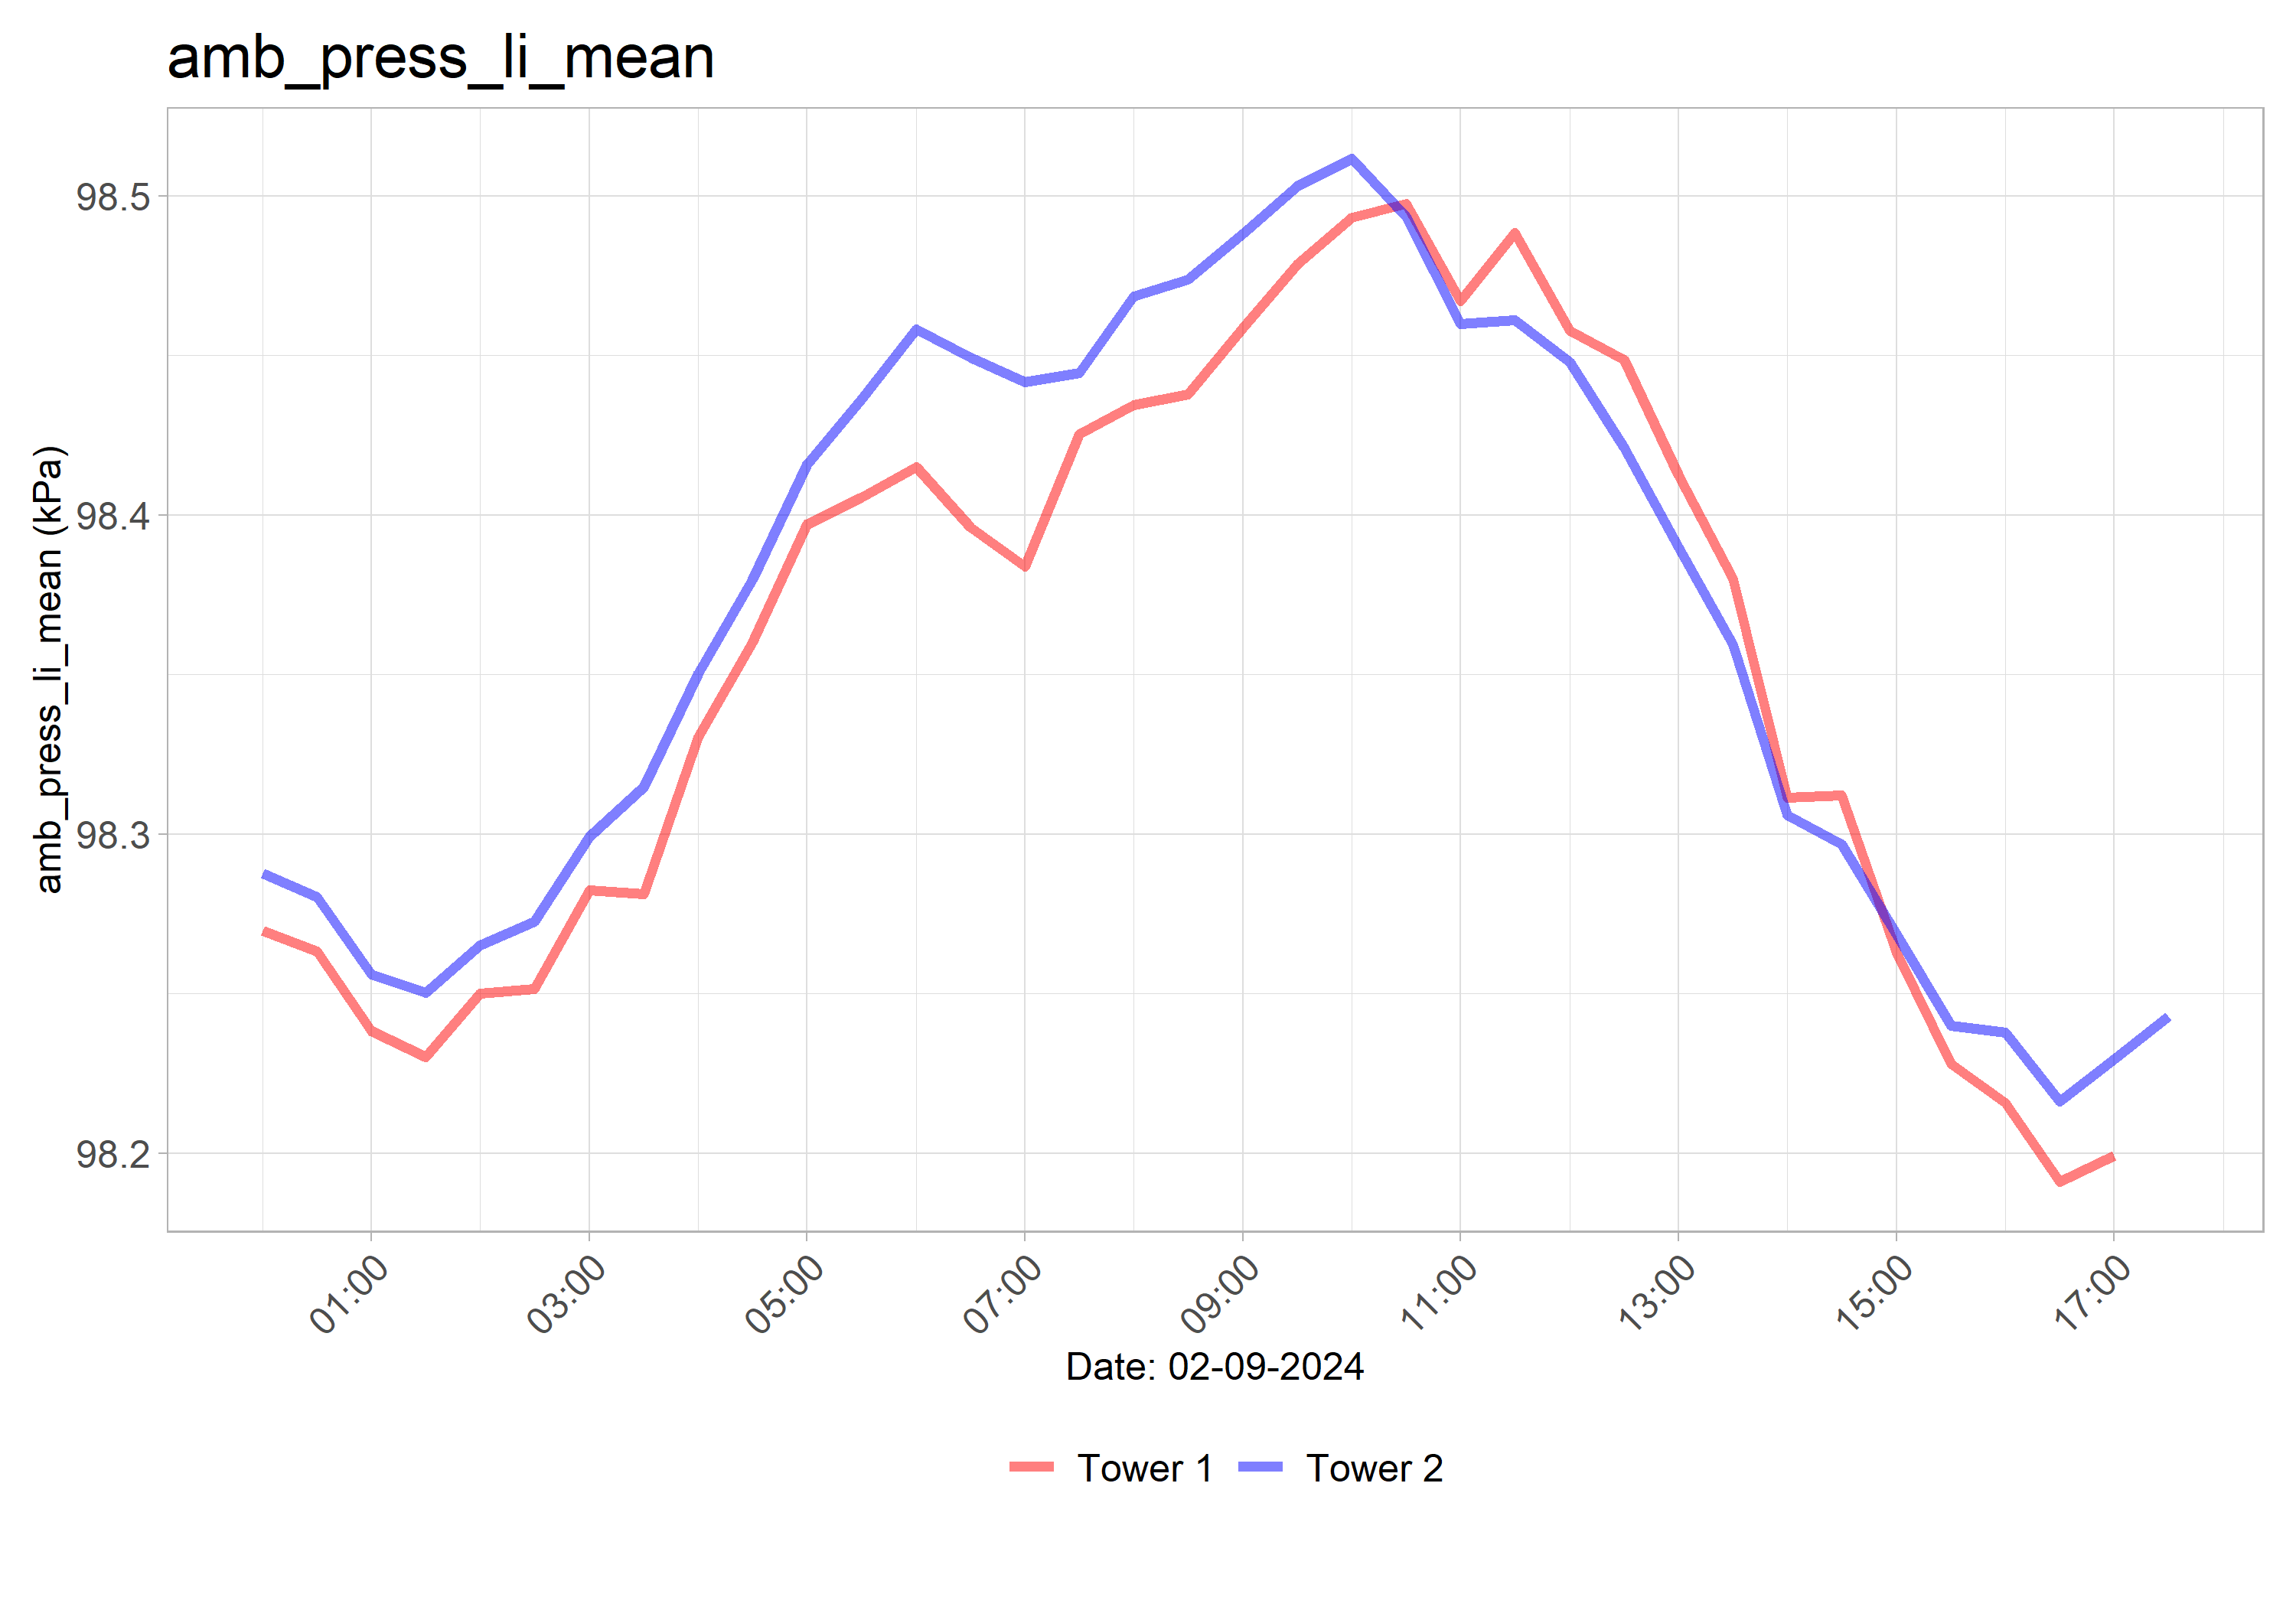 amb_press_li_mean
amb_press_li_mean (kPa)
98.5
98.4
98.3
98.2
01:00
03:00
05:00
07:00
09:00
11:00
13:00
15:00
17:00
Date: 02-09-2024
Tower 1
Tower 2